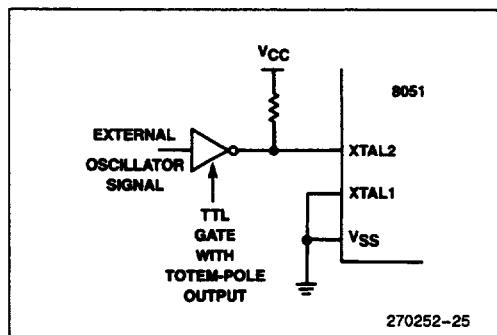 VCC
8051
EXTERNAL
OSCILLATOR
SIGNAL
XTAL2
XTAL1
TTL
GATE
WITH
TOTEM-POLE
OUTPUT
VSS
270252-25